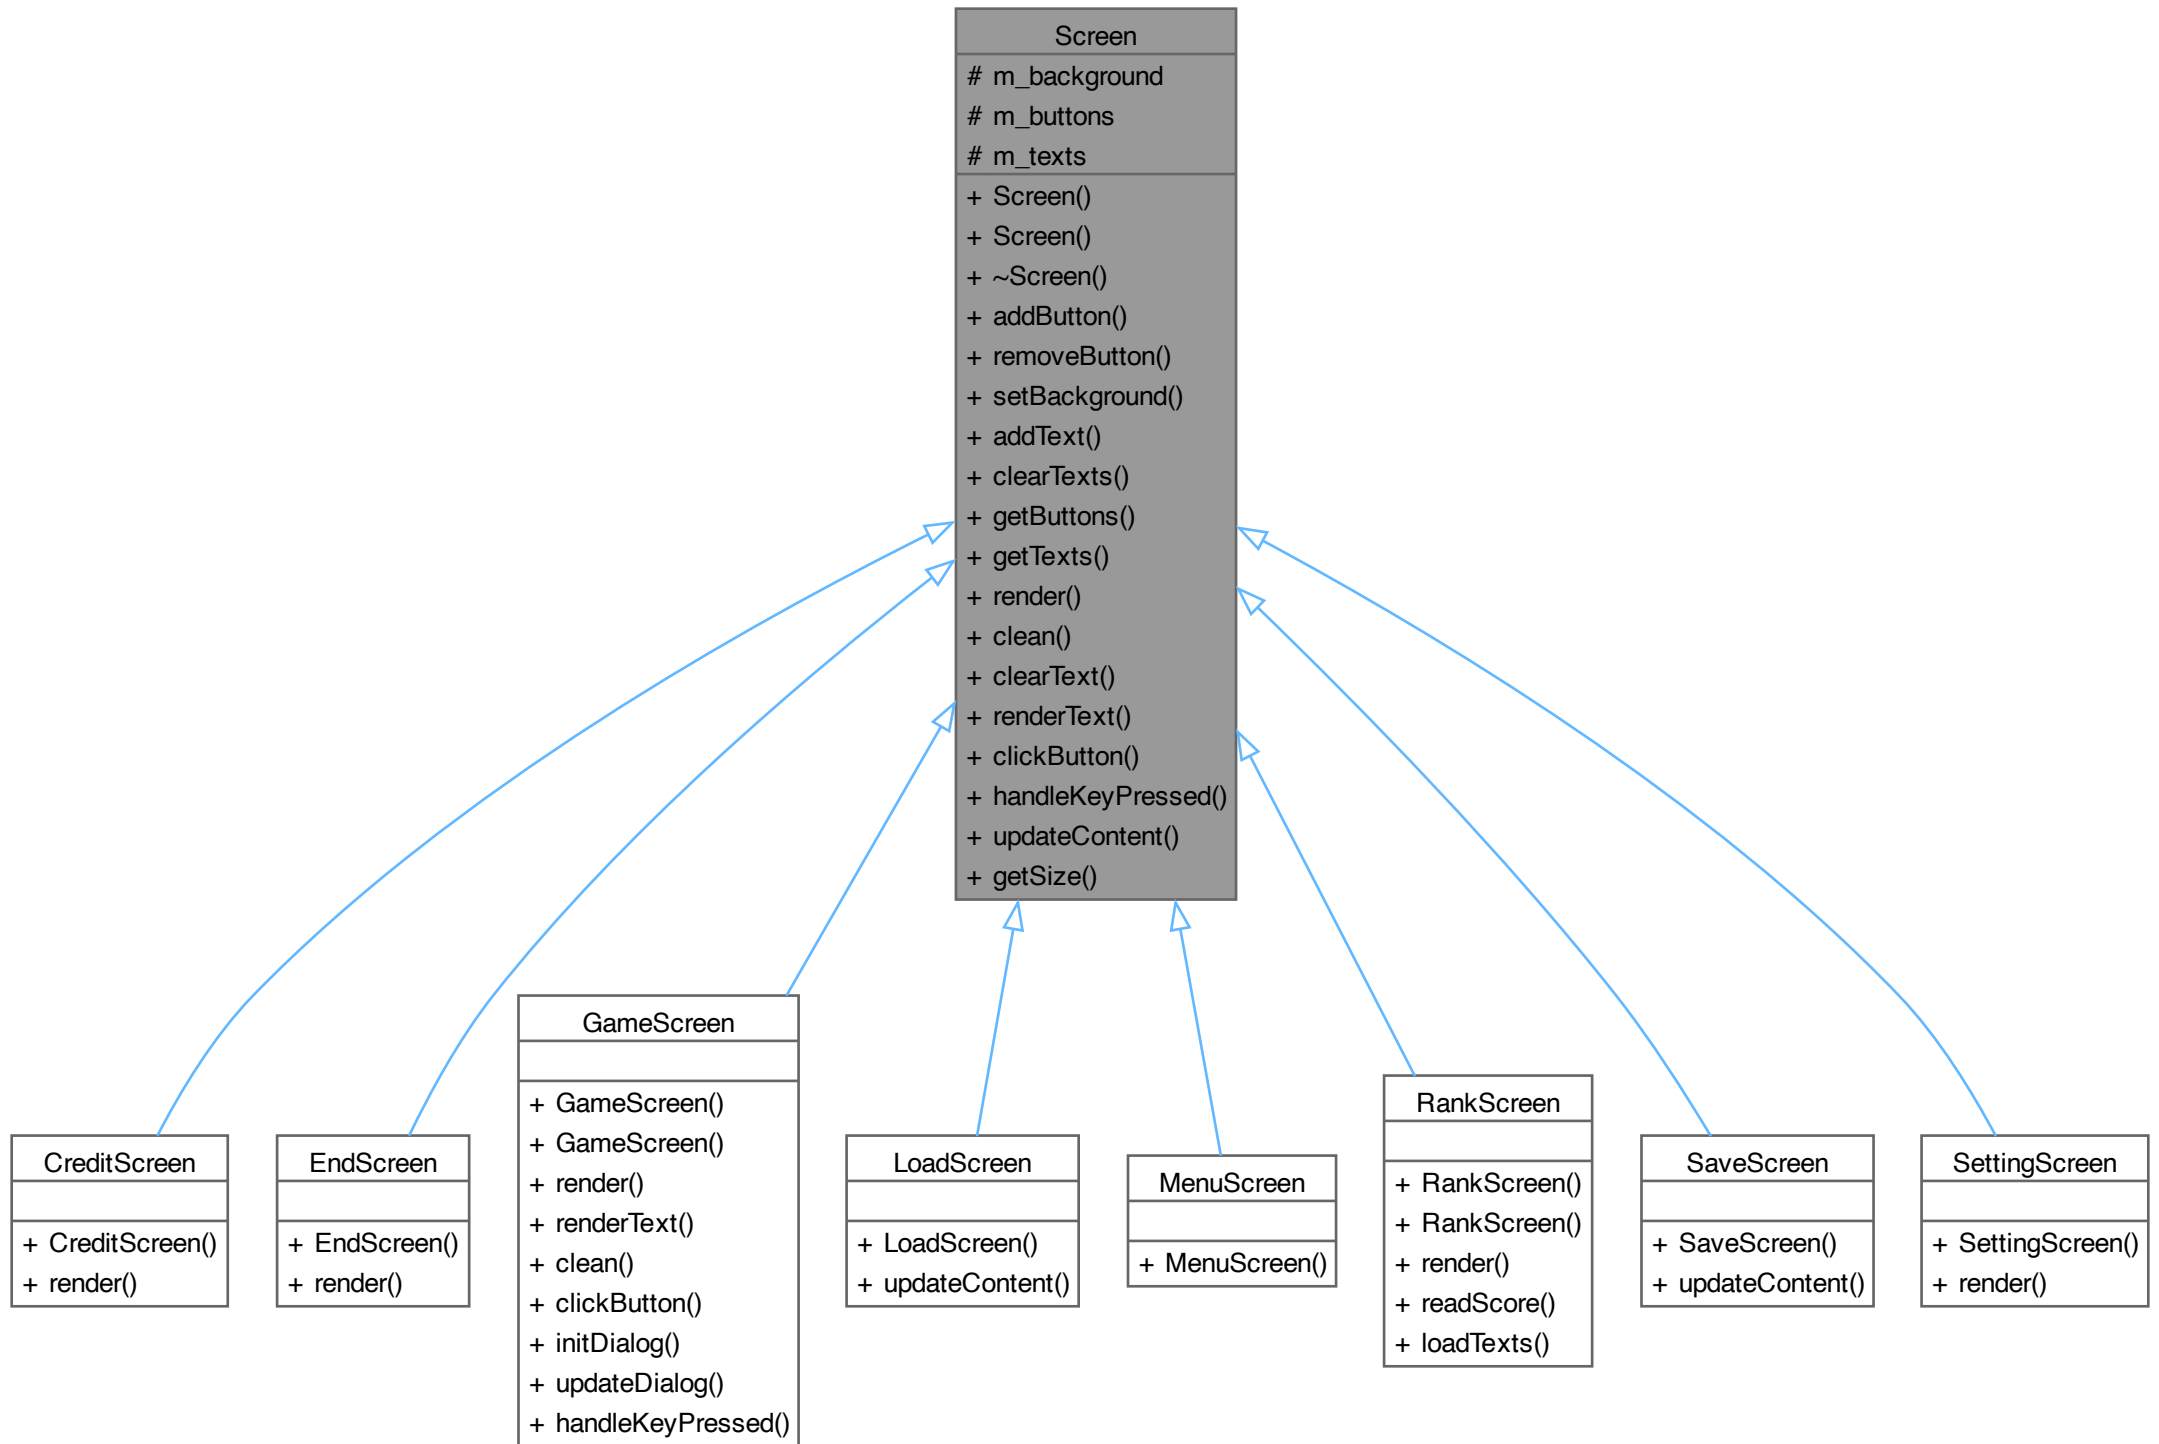 Screen
# m_background
# m_buttons
# m_texts
+ Screen()
+ Screen()
+ ~Screen()
+ addButton()
+ removeButton()
+ setBackground()
+ addText()
+ clearTexts()
+ getButtons()
+ getTexts()
+ render()
+ clean()
+ clearText()
+ renderText()
+ clickButton()
+ handleKeyPressed()
+ updateContent()
+ getSize()
CreditScreen
+ CreditScreen()
+ render()
EndScreen
+ EndScreen()
+ render()
GameScreen
+ GameScreen()
+ GameScreen()
+ render()
+ renderText()
+ clean()
+ clickButton()
+ initDialog()
+ updateDialog()
+ handleKeyPressed()
LoadScreen
+ LoadScreen()
+ updateContent()
MenuScreen
+ MenuScreen()
RankScreen
+ RankScreen()
+ RankScreen()
+ render()
+ readScore()
+ loadTexts()
SaveScreen
+ SaveScreen()
+ updateContent()
SettingScreen
+ SettingScreen()
+ render()